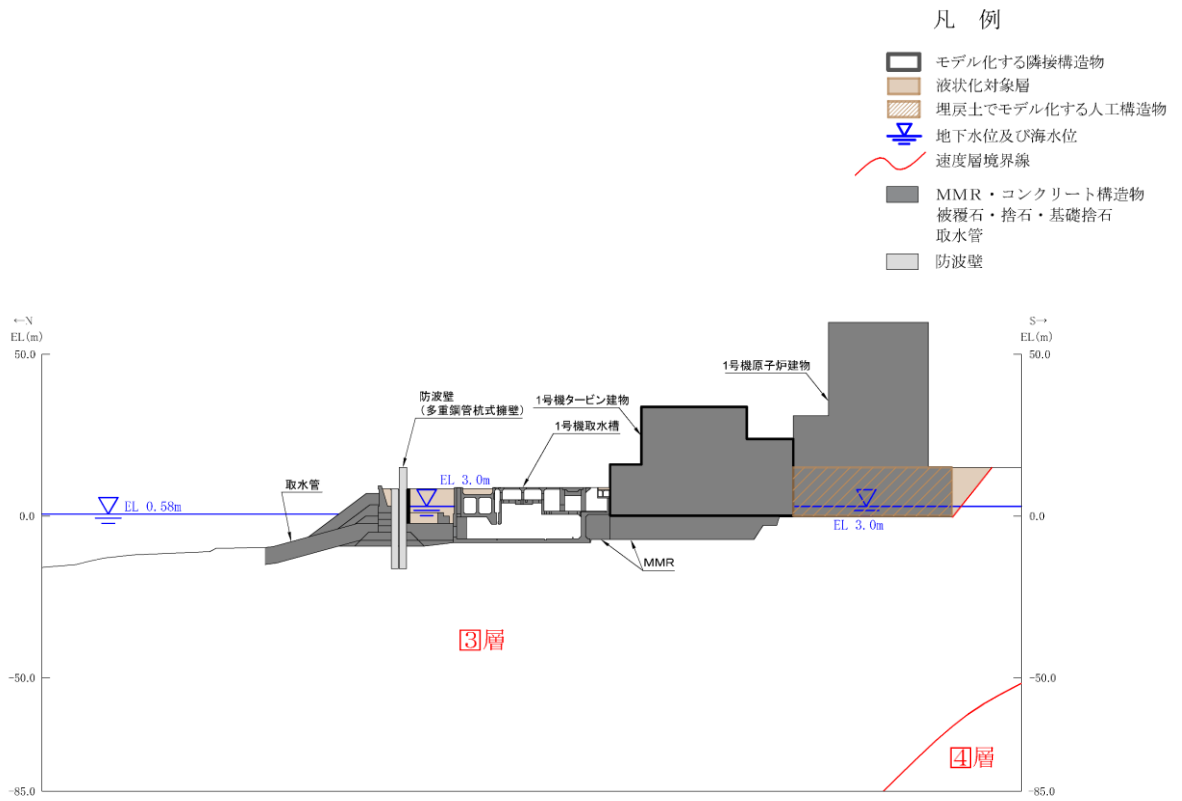 凡 例
モデル化する隣接構造物
液状化対象層
埋戻土でモデル化する人工構造物
地下水位及び海水位
速度層境界線
MMR・コンクリート構造物
被覆石・捨石・基礎捨石
取水管
防波壁
←N
EL(m)
S→
EL(m)
50.0
50.0
1号機原子炉建物
防波壁
(多重鋼管杭式擁壁)
1号機タービン建物
1号機取水槽
取水管
EL 3.0m
EL 0.58m
0.0
0.0
EL 3.0m
MMR
③層
-50.0
-50.0
④層
-85.0
-85.0